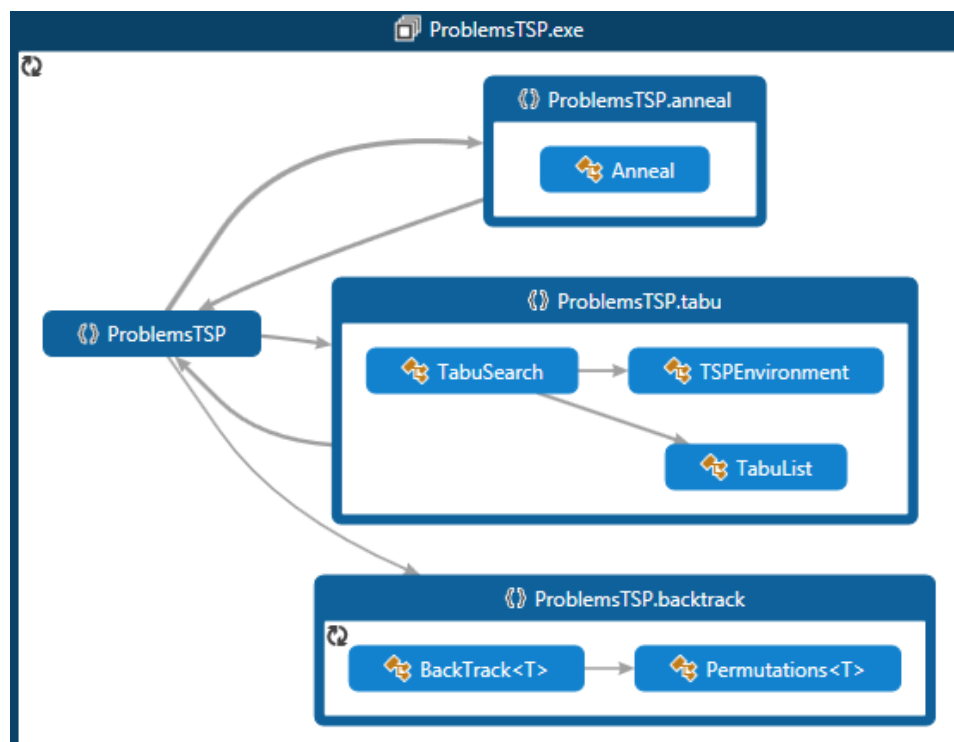 ProblemsTSP.exe
ProblemsTSP.anneal
Anneal
ProblemsTSP
ProblemsTSP.tabu
TabuSearch
TSPEnvironment
TabuList
ProblemsTSP.backtrack
BackTrack<T>
Permutations<T>